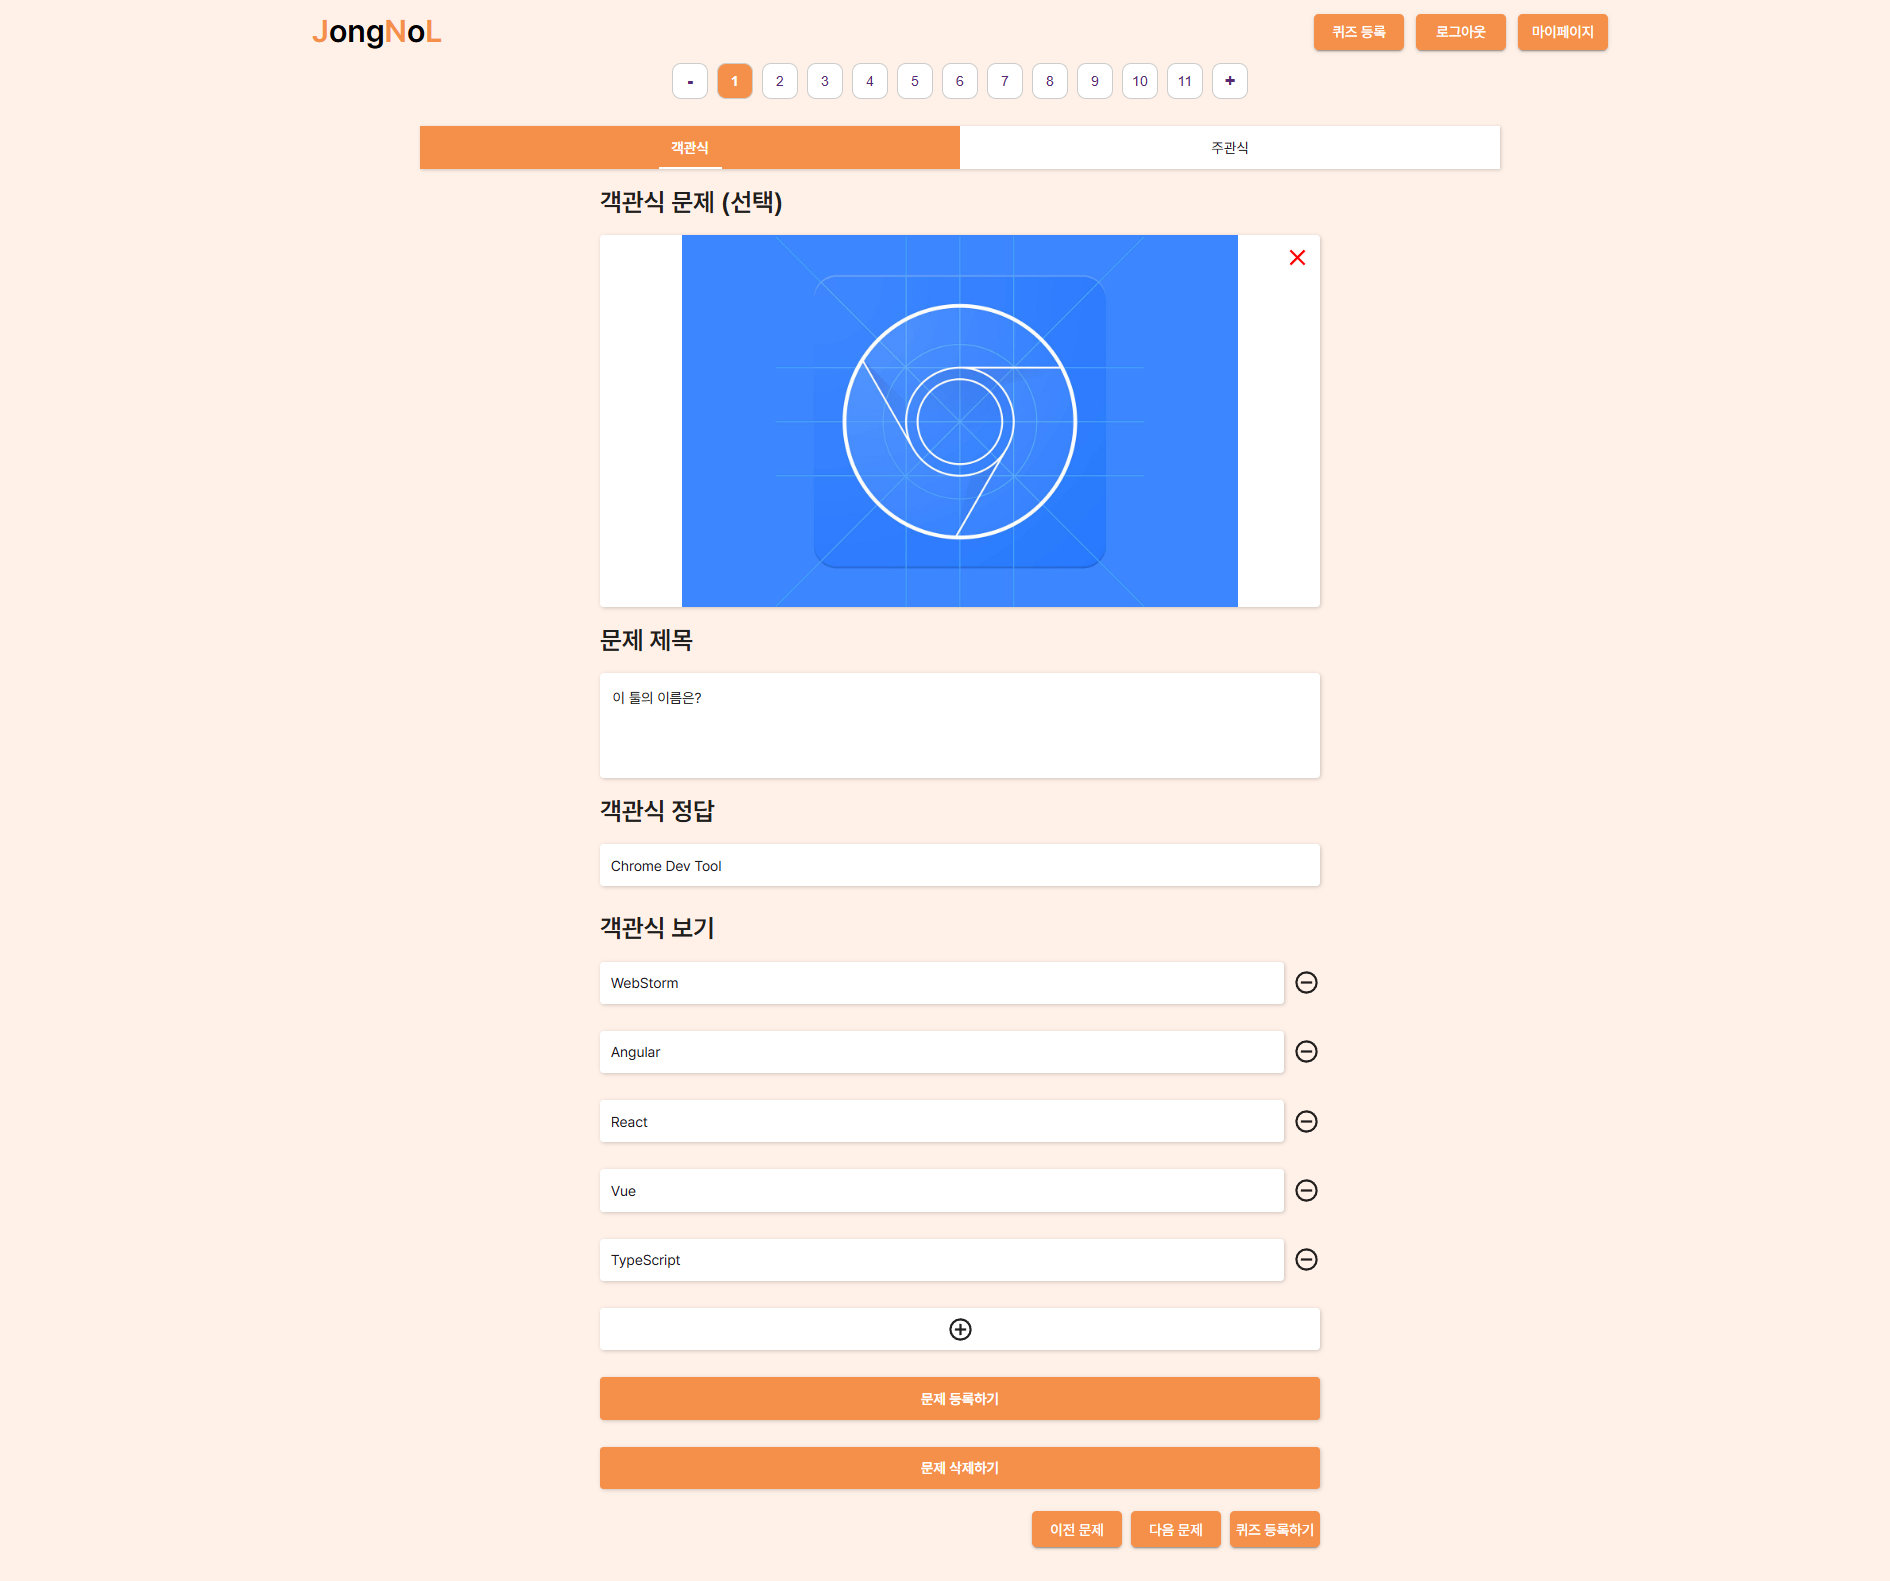 JongNoL
퀴즈 등록 로그아웃 마이페이지
- 1 2 3 4 5 6 7 8 9 10 11 +
객관식 주관식
객관식 문제 (선택)
문제 제목
이 툴의 이름은?
객관식 정답
Chrome Dev Tool
객관식 보기
WebStorm
Angular
React
Vue
TypeScript
문제 등록하기
문제 삭제하기
이전 문제 다음 문제 퀴즈 등록하기